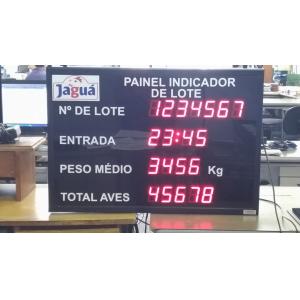 Jaguá
PAINEL INDICADOR
DE LOTE
Nº DE LOTE 1234567
ENTRADA 23:45
PESO MÉDIO 3456 Kg
TOTAL AVES 45678